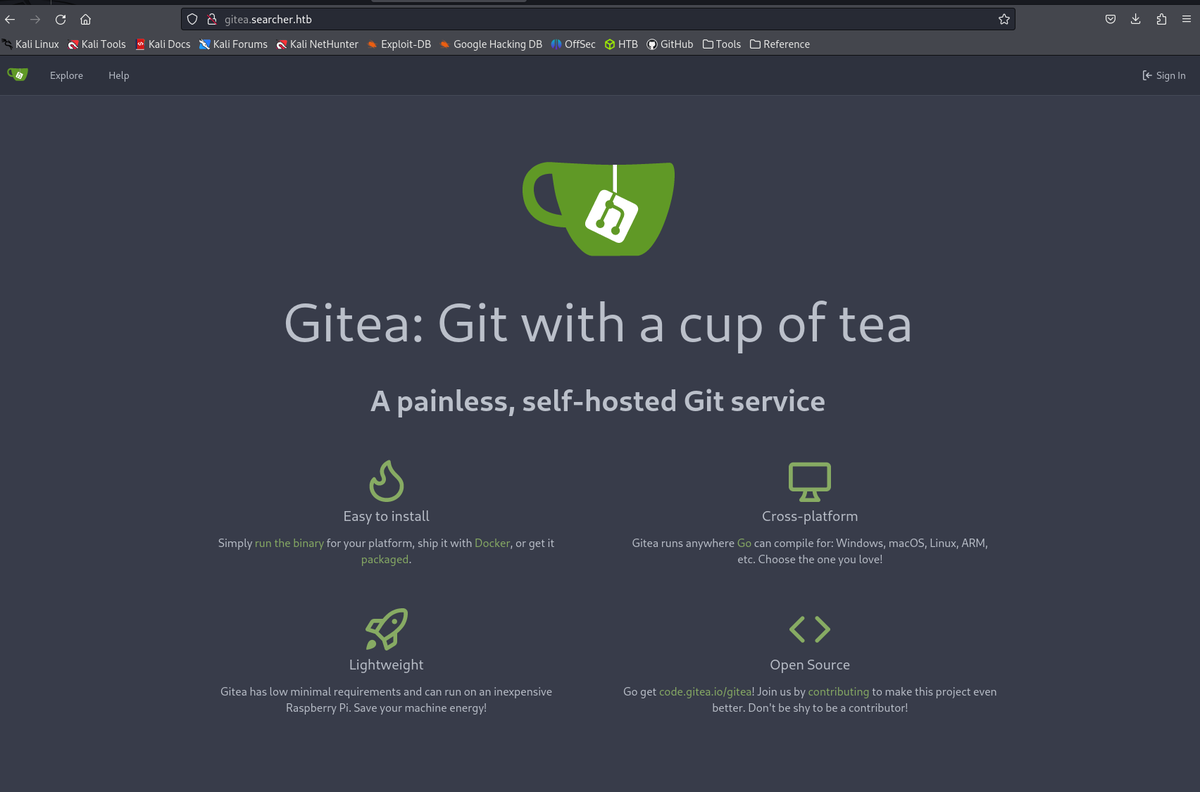 gitea.searcher.htb
Kali Linux Kali Tools Kali Docs Kali Forums Kali NetHunter Exploit-DB Google Hacking DB OffSec HTB GitHub Tools Reference
Explore Help Sign In
Gitea: Git with a cup of tea
A painless, self-hosted Git service
Easy to install
Simply run the binary for your platform, ship it with Docker, or get it
packaged.
Cross-platform
Gitea runs anywhere Go can compile for: Windows, macOS, Linux, ARM,
etc. Choose the one you love!
Lightweight
Gitea has low minimal requirements and can run on an inexpensive
Raspberry Pi. Save your machine energy!
Open Source
Go get code.gitea.io/gitea! Join us by contributing to make this project even
better. Don't be shy to be a contributor!